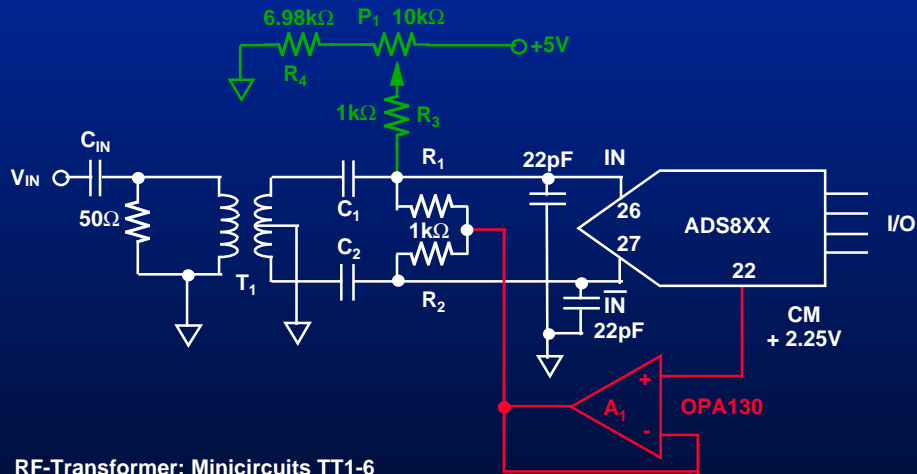 6.98kΩ
P1 10kΩ
+5V
R4
1kΩ
R3
CIN
VIN
50Ω
T1
C1
C2
R1
1kΩ
R2
22pF
IN
26
27
22
ADS8XX
I/O
IN
22pF
CM
+ 2.25V
+
-
A1
OPA130
RF-Transformer: Minicircuits TT1-6